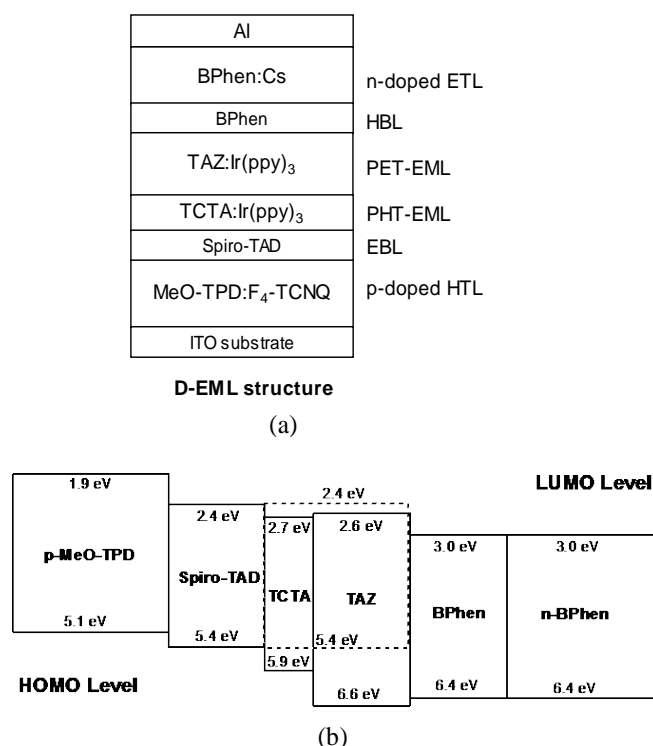 Al
BPhen:Cs n-doped ETL
BPhen HBL
TAZ:Ir(ppy)₃ PET-EML
TCTA:Ir(ppy)₃ PHT-EML
Spiro-TAD EBL
MeO-TPD:F₄-TCNQ p-doped HTL
ITO substrate
D-EML structure
(a)
LUMO Level
1.9 eV 2.4 eV 2.4 eV 2.7 eV 2.6 eV 3.0 eV 3.0 eV
p-MeO-TPD Spiro-TAD TCTA TAZ BPhen n-BPhen
5.1 eV 5.4 eV 5.9 eV 5.4 eV 6.6 eV 6.4 eV 6.4 eV
HOMO Level
(b)